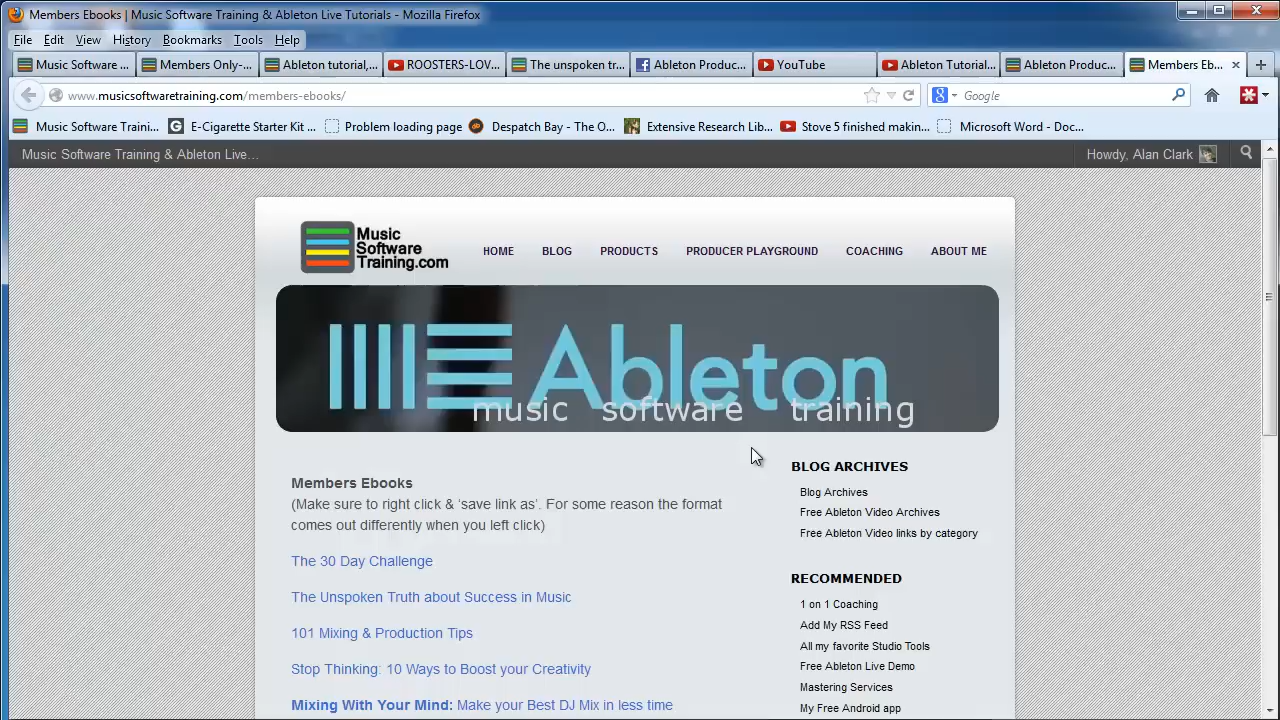 Members Ebooks | Music Software Training & Ableton Live Tutorials - Mozilla Firefox
File Edit View History Bookmarks Tools Help
Music Software ... Members Only-... Ableton tutorial,... ROOSTERS-LOV... The unspoken tr... Ableton Produc... YouTube Ableton Tutorial... Ableton Produc... Members Eb...
www.musicsoftwaretraining.com/members-ebooks/ Google
Music Software Traini... E-Cigarette Starter Kit ... Problem loading page Despatch Bay - The O... Extensive Research Lib... Stove 5 finished makin... Microsoft Word - Doc...
Music Software Training & Ableton Live... Howdy, Alan Clark
Music
Software
Training.com
HOME BLOG PRODUCTS PRODUCER PLAYGROUND COACHING ABOUT ME
Ableton
music software training
Members Ebooks
(Make sure to right click & ‘save link as’. For some reason the format
comes out differently when you left click)
The 30 Day Challenge
The Unspoken Truth about Success in Music
101 Mixing & Production Tips
Stop Thinking: 10 Ways to Boost your Creativity
Mixing With Your Mind: Make your Best DJ Mix in less time
BLOG ARCHIVES
Blog Archives
Free Ableton Video Archives
Free Ableton Video links by category
RECOMMENDED
1 on 1 Coaching
Add My RSS Feed
All my favorite Studio Tools
Free Ableton Live Demo
Mastering Services
My Free Android app